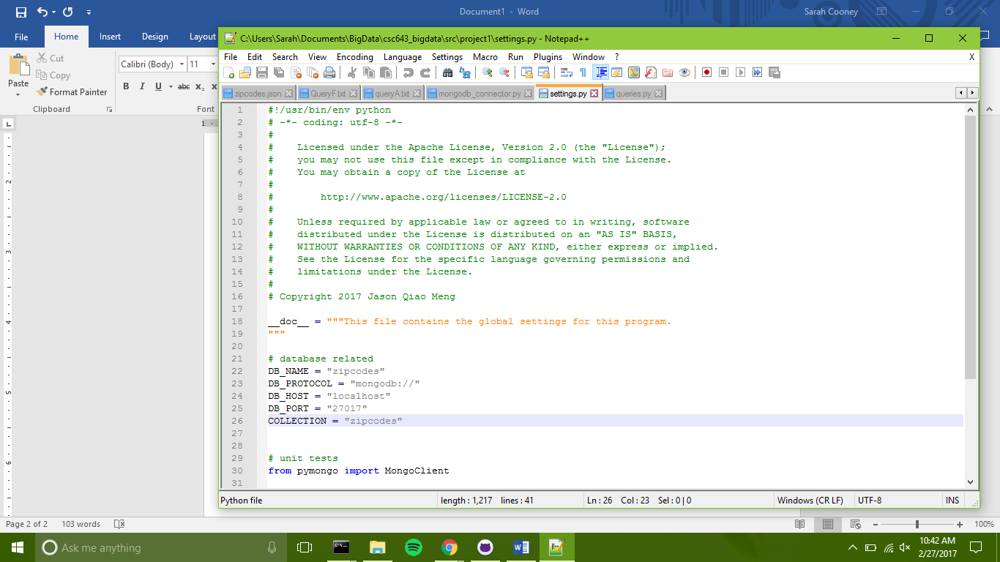 Document1 - Word
Sarah Cooney
File Home Insert Design Layout
Cut
Copy
Format Painter
Paste
Calibri (Body) 11
B I U abc x₂ x
Clipboard
Font
C:\Users\Sarah\Documents\BigData\csc643_bigdata\src\project1\settings.py - Notepad++
File Edit Search View Encoding Language Settings Macro Run Plugins Window ? X
zipcodes.json QueryF.txt queryA.txt mongodb_connector.py settings.py queries.py
1 #!/usr/bin/env python
2 # -*- coding: utf-8 -*-
3 #
4 # Licensed under the Apache License, Version 2.0 (the "License");
5 # you may not use this file except in compliance with the License.
6 # You may obtain a copy of the License at
7 #
8 # http://www.apache.org/licenses/LICENSE-2.0
9 #
10 # Unless required by applicable law or agreed to in writing, software
11 # distributed under the License is distributed on an "AS IS" BASIS,
12 # WITHOUT WARRANTIES OR CONDITIONS OF ANY KIND, either express or implied.
13 # See the License for the specific language governing permissions and
14 # limitations under the License.
15 #
16 # Copyright 2017 Jason Qiao Meng
17
18 __doc__ = """This file contains the global settings for this program.
19 """
20
21 # database related
22 DB_NAME = "zipcodes"
23 DB_PROTOCOL = "mongodb://"
24 DB_HOST = "localhost"
25 DB_PORT = "27017"
26 COLLECTION = "zipcodes"
27
28
29 # unit tests
30 from pymongo import MongoClient
31
Python file length : 1,217 lines : 41 Ln : 26 Col : 23 Sel : 0 | 0 Windows (CR LF) UTF-8 INS
Page 2 of 2 103 words 100%
Ask me anything
10:42 AM
2/27/2017